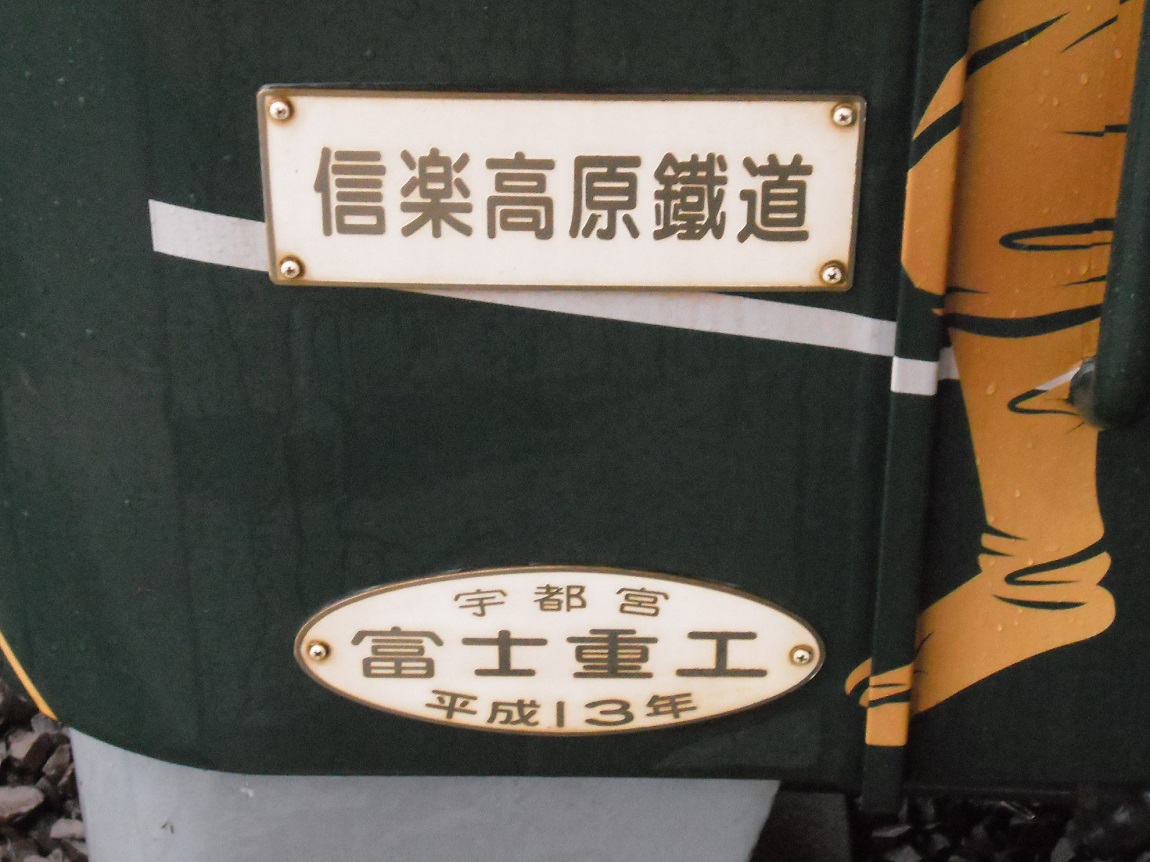 信楽高原鐵道
宇都宮
富士重工
平成13年